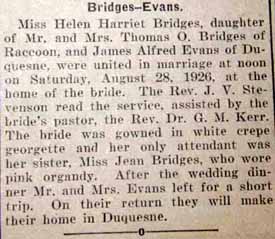 Bridges–Evans.
Miss Helen Harriet Bridges, daughter
of Mr. and Mrs. Thomas O. Bridges of
Raccoon, and James Alfred Evans of Du-
quesne, were united in marriage at noon
on Saturday, August 28, 1926, at the
home of the bride. The Rev. J. V. Ste-
venson read the service, assisted by the
bride's pastor, the Rev. Dr. G. M. Kerr.
The bride was gowned in white crepe
georgette and her only attendant was
her sister, Miss Jean Bridges, who wore
pink organdy. After the wedding din-
ner Mr. and Mrs. Evans left for a short
trip. On their return they will make
their home in Duquesne.